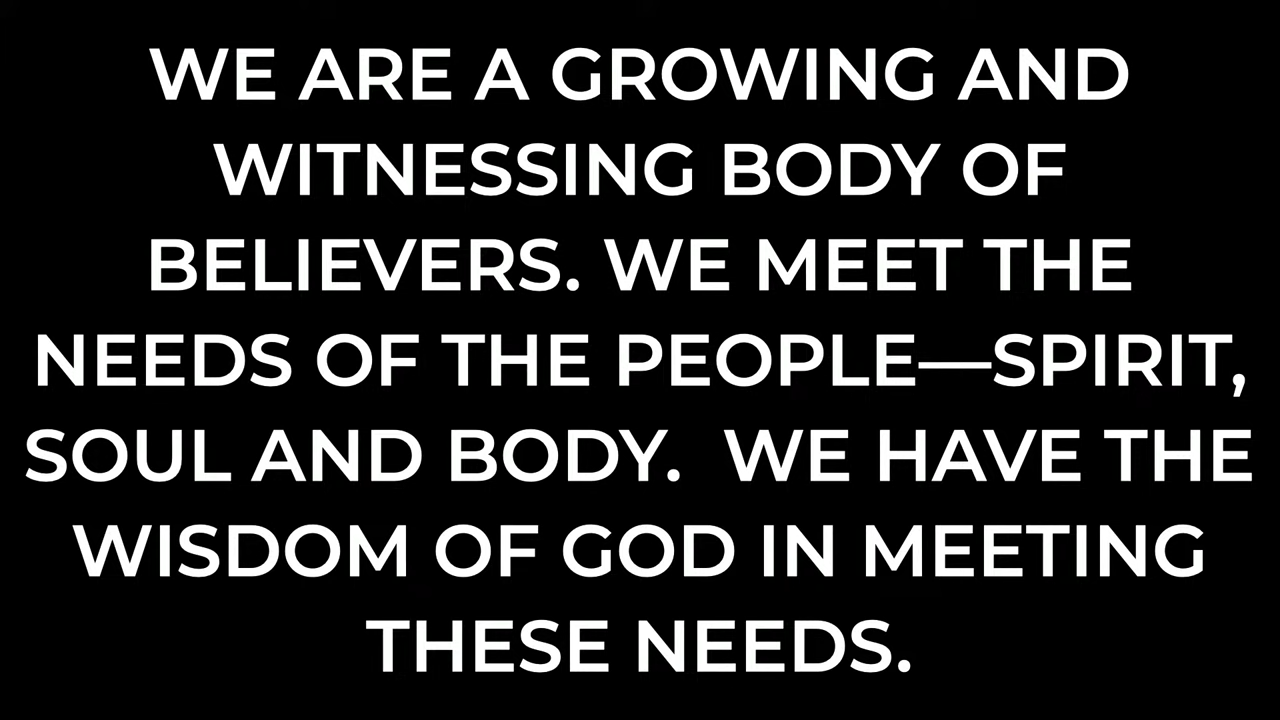 WE ARE A GROWING AND
WITNESSING BODY OF
BELIEVERS. WE MEET THE
NEEDS OF THE PEOPLE—SPIRIT,
SOUL AND BODY.  WE HAVE THE
WISDOM OF GOD IN MEETING
THESE NEEDS.